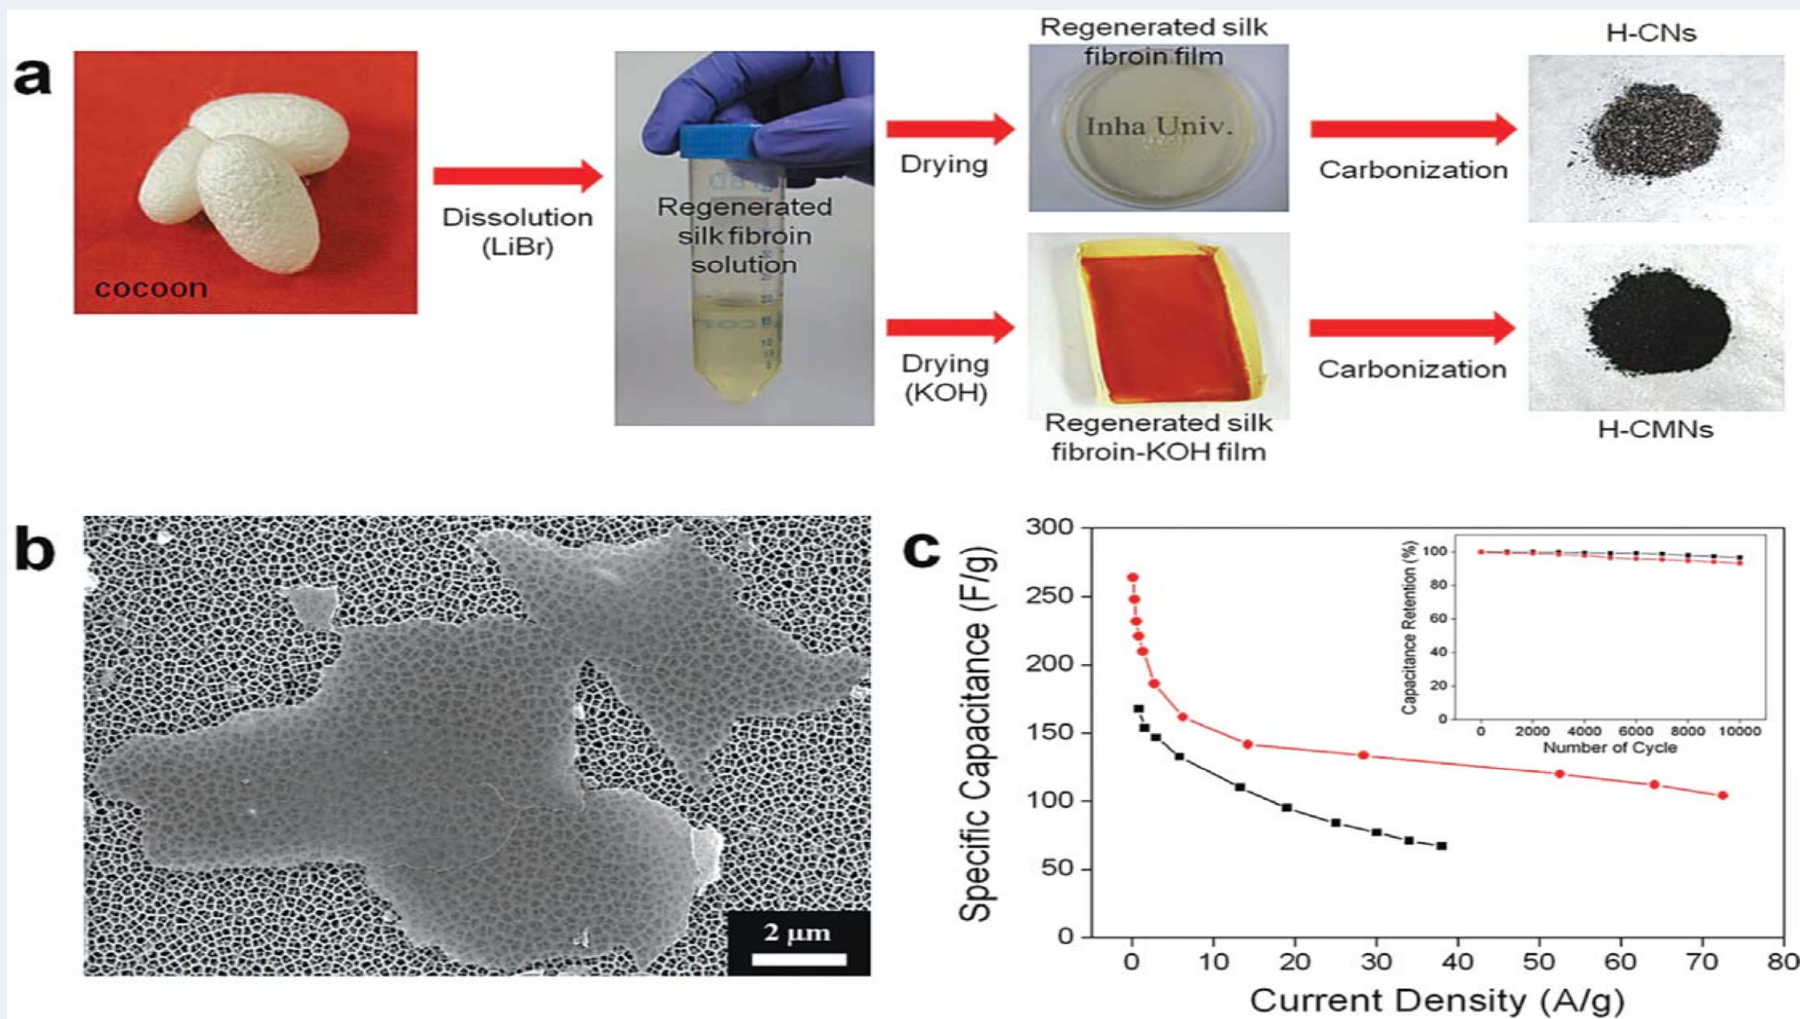 a
cocoon
Dissolution
(LiBr)
Regenerated
silk fibroin
solution
Drying
Regenerated silk
fibroin film
Inha Univ.
Carbonization
H-CNs
Drying
(KOH)
Regenerated silk
fibroin-KOH film
Carbonization
H-CMNs
b
2 μm
c
Specific Capacitance (F/g)
300
250
200
150
100
50
0
0 10 20 30 40 50 60 70 80
Current Density (A/g)
Capacitance Retention (%)
100
80
60
40
20
0
0 2000 4000 6000 8000 10000
Number of Cycle